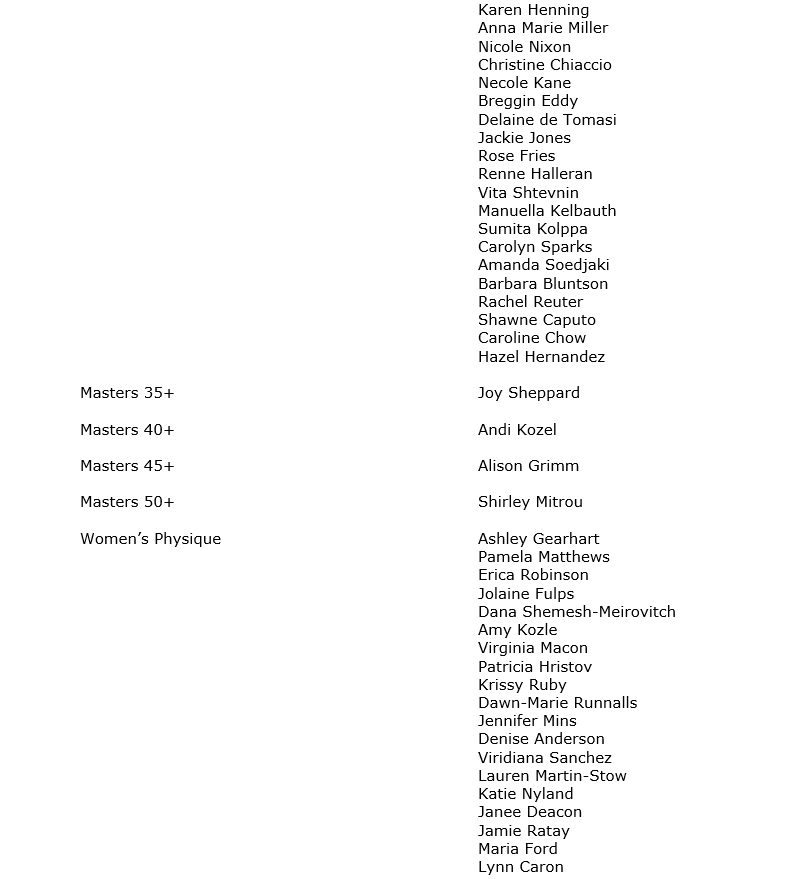 Karen Henning
Anna Marie Miller
Nicole Nixon
Christine Chiaccio
Necole Kane
Breggin Eddy
Delaine de Tomasi
Jackie Jones
Rose Fries
Renne Halleran
Vita Shtevnin
Manuella Kelbauth
Sumita Kolppa
Carolyn Sparks
Amanda Soedjaki
Barbara Bluntson
Rachel Reuter
Shawne Caputo
Caroline Chow
Hazel Hernandez
Masters 35+ Joy Sheppard
Masters 40+ Andi Kozel
Masters 45+ Alison Grimm
Masters 50+ Shirley Mitrou
Women’s Physique Ashley Gearhart
Pamela Matthews
Erica Robinson
Jolaine Fulps
Dana Shemesh-Meirovitch
Amy Kozle
Virginia Macon
Patricia Hristov
Krissy Ruby
Dawn-Marie Runnalls
Jennifer Mins
Denise Anderson
Viridiana Sanchez
Lauren Martin-Stow
Katie Nyland
Janee Deacon
Jamie Ratay
Maria Ford
Lynn Caron